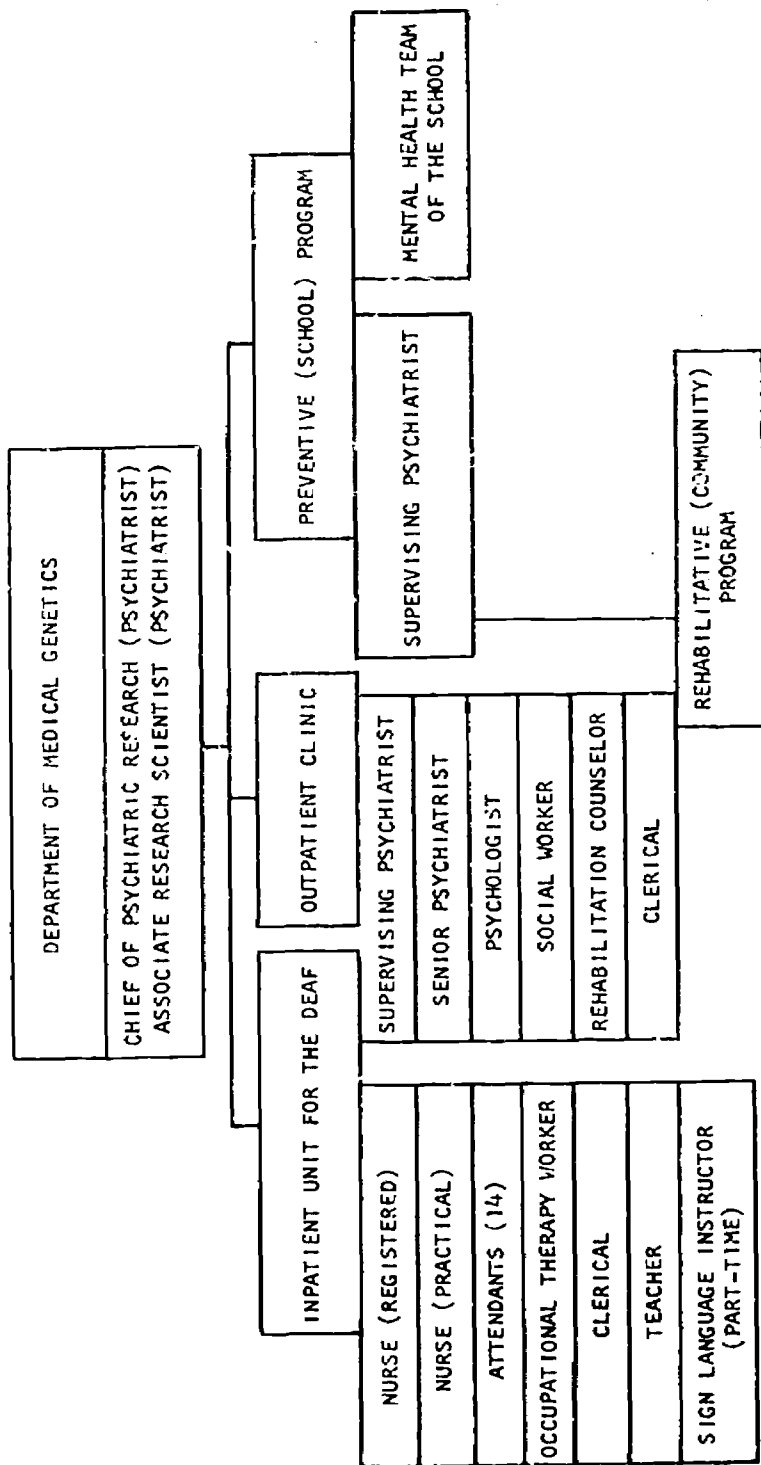 DEPARTMENT OF MEDICAL GENETICS
CHIEF OF PSYCHIATRIC RESEARCH (PSYCHIATRIST)
ASSOCIATE RESEARCH SCIENTIST (PSYCHIATRIST)
INPATIENT UNIT FOR THE DEAF
NURSE (REGISTERED)
NURSE (PRACTICAL)
ATTENDANTS (14)
OCCUPATIONAL THERAPY WORKER
CLERICAL
TEACHER
SIGN LANGUAGE INSTRUCTOR
(PART-TIME)
OUTPATIENT CLINIC
SUPERVISING PSYCHIATRIST
SENIOR PSYCHIATRIST
PSYCHOLOGIST
SOCIAL WORKER
REHABILITATION COUNSELOR
CLERICAL
PREVENTIVE (SCHOOL) PROGRAM
SUPERVISING PSYCHIATRIST
MENTAL HEALTH TEAM
OF THE SCHOOL
REHABILITATIVE (COMMUNITY)
PROGRAM